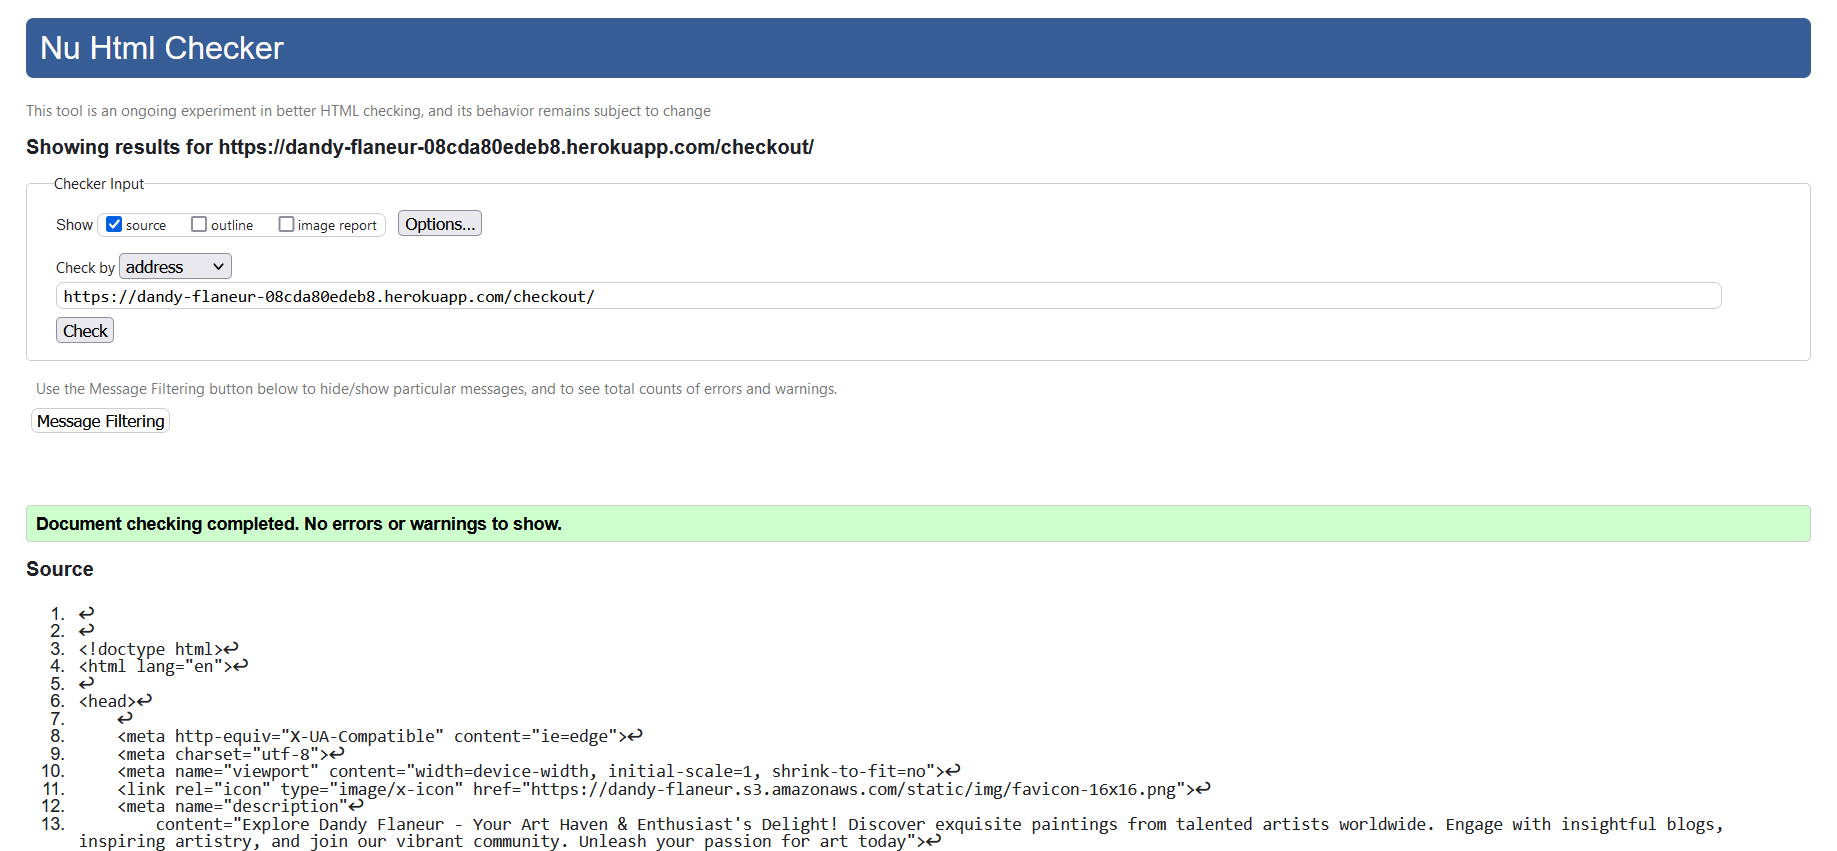 Nu Html Checker
This tool is an ongoing experiment in better HTML checking, and its behavior remains subject to change
Showing results for https://dandy-flaneur-08cda80edeb8.herokuapp.com/checkout/
Checker Input
Show source outline image report Options...
Check by address
https://dandy-flaneur-08cda80edeb8.herokuapp.com/checkout/
Check
Use the Message Filtering button below to hide/show particular messages, and to see total counts of errors and warnings.
Message Filtering
Document checking completed. No errors or warnings to show.
Source
1. ↩
2. ↩
3. <!doctype html>↩
4. <html lang="en">↩
5. ↩
6. <head>↩
7. ↩
8. <meta http-equiv="X-UA-Compatible" content="ie=edge">↩
9. <meta charset="utf-8">↩
10. <meta name="viewport" content="width=device-width, initial-scale=1, shrink-to-fit=no">↩
11. <link rel="icon" type="image/x-icon" href="https://dandy-flaneur.s3.amazonaws.com/static/img/favicon-16x16.png">↩
12. <meta name="description"↩
13. content="Explore Dandy Flaneur - Your Art Haven & Enthusiast's Delight! Discover exquisite paintings from talented artists worldwide. Engage with insightful blogs,
inspiring artistry, and join our vibrant community. Unleash your passion for art today">↩